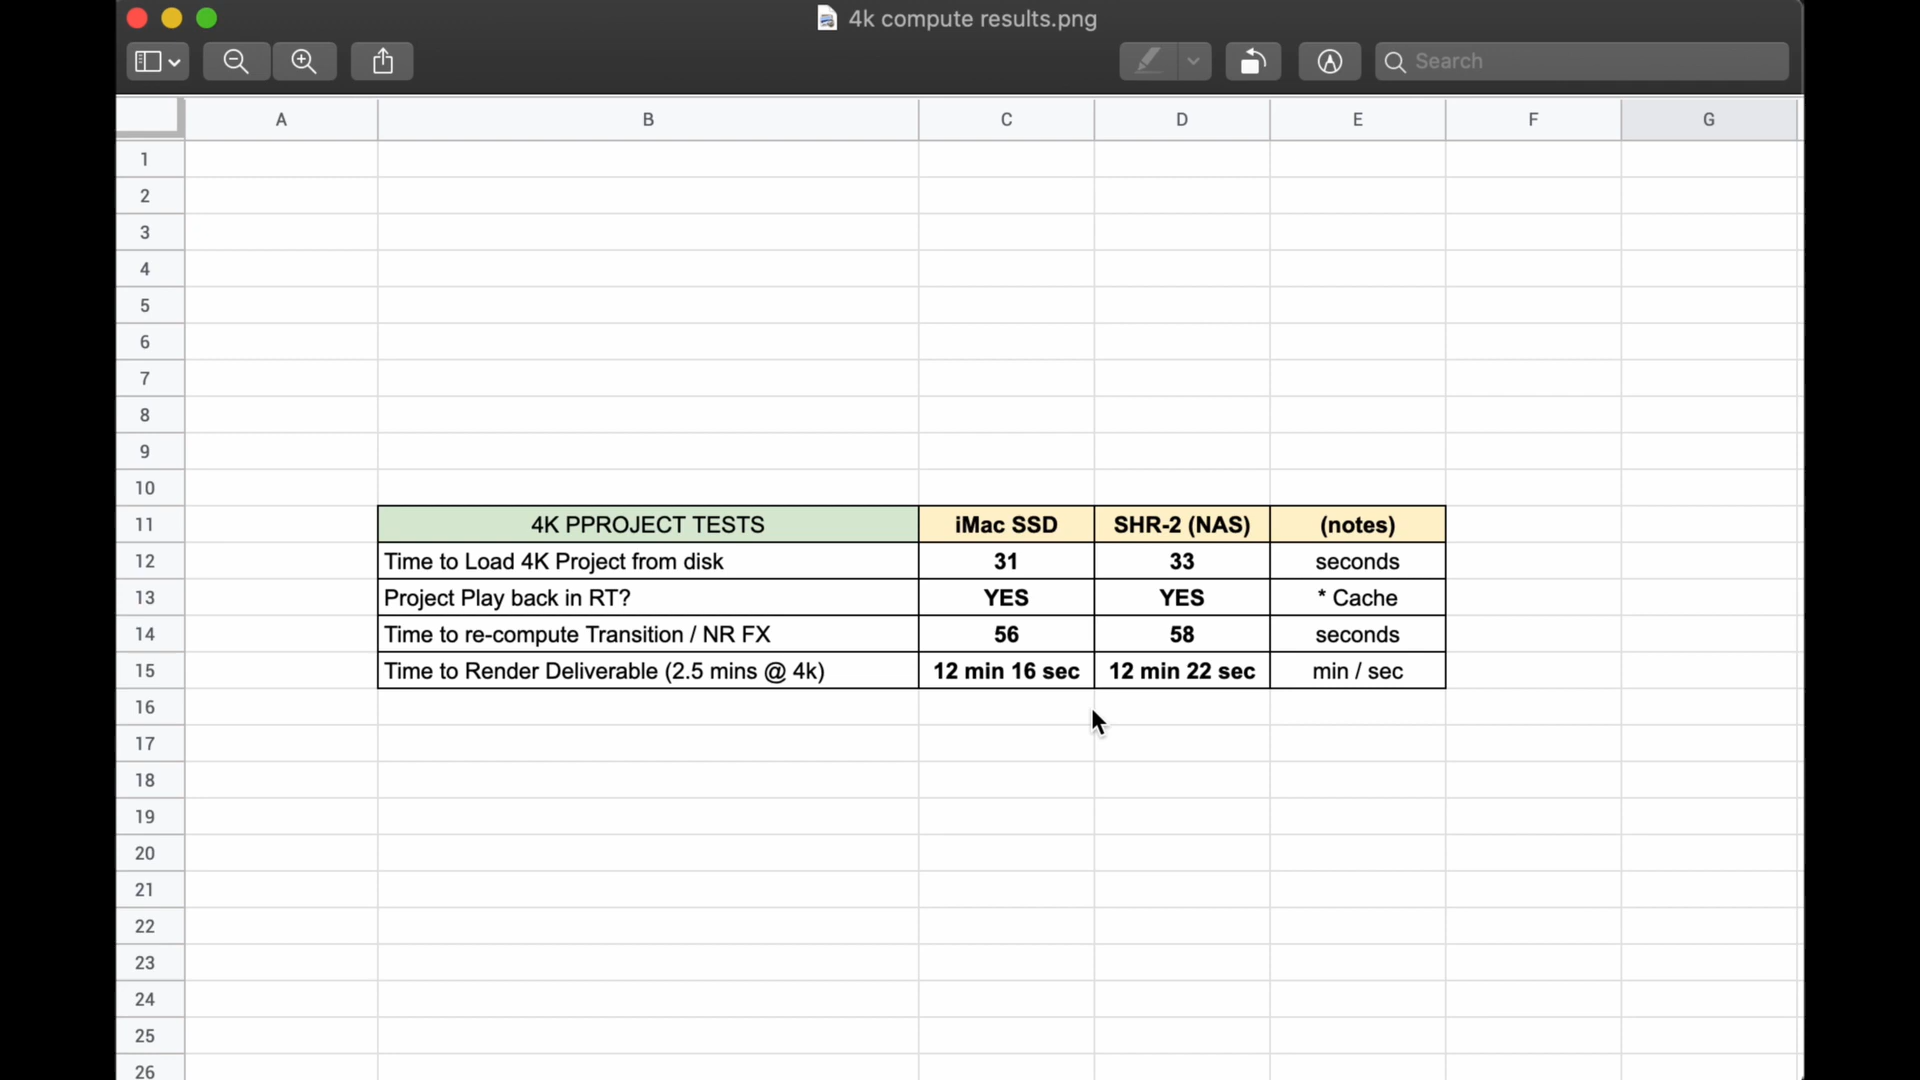 4k compute results.png
Search
A B C D E F G
1
2
3
4
5
6
7
8
9
10
11 4K PPROJECT TESTS iMac SSD SHR-2 (NAS) (notes)
12 Time to Load 4K Project from disk 31 33 seconds
13 Project Play back in RT? YES YES * Cache
14 Time to re-compute Transition / NR FX 56 58 seconds
15 Time to Render Deliverable (2.5 mins @ 4k) 12 min 16 sec 12 min 22 sec min / sec
16
17
18
19
20
21
22
23
24
25
26